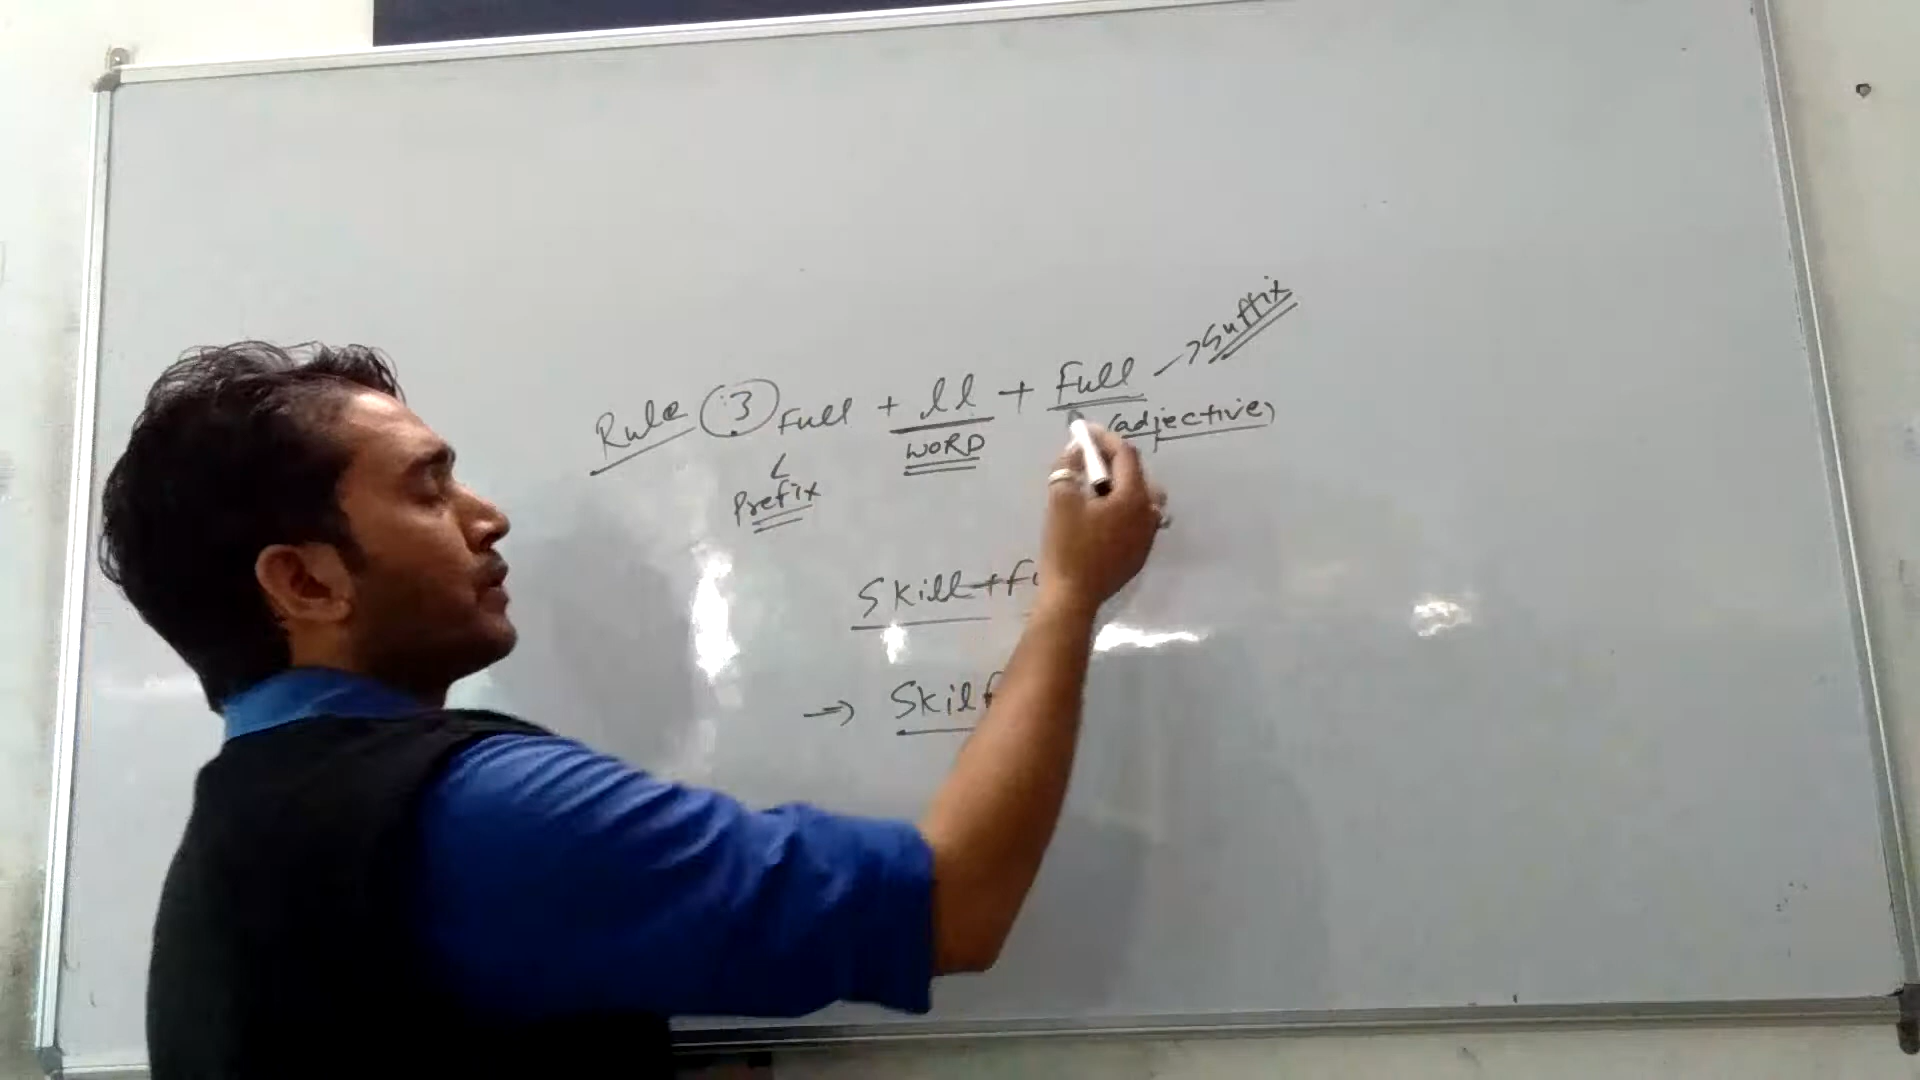 Rule 3 Full + ll + Full → Suffix
WORD (adjective)
Prefix
Skill + Fu
→ Skilf